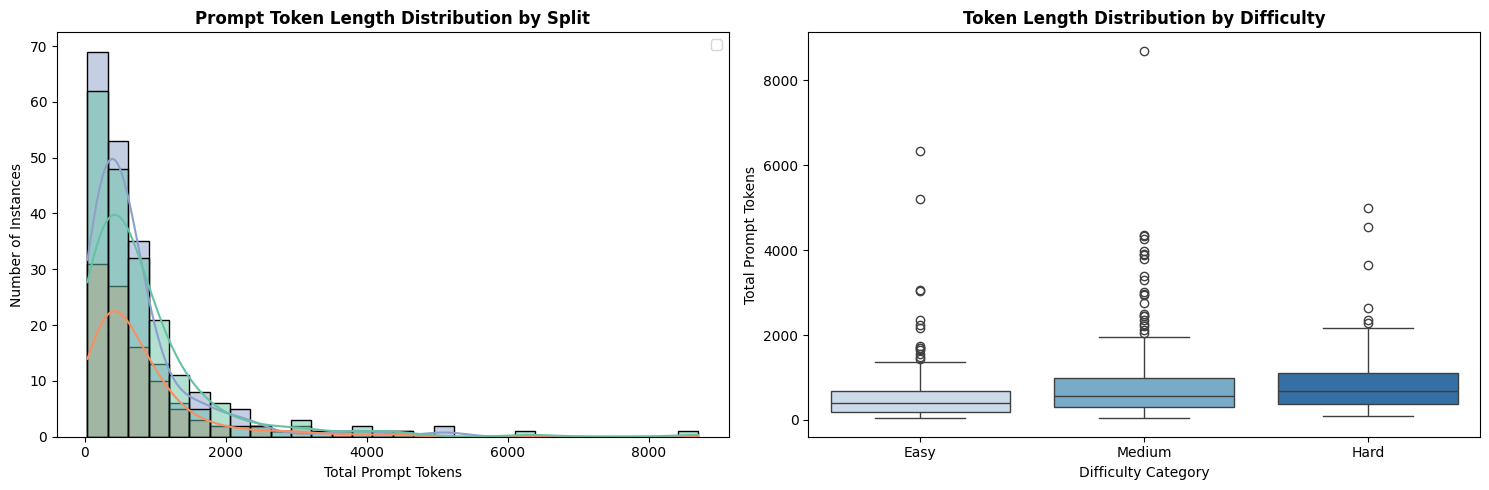 Prompt Token Length Distribution by Split
70
60
50
40
30
20
10
0
Number of Instances
0 2000 4000 6000 8000
Total Prompt Tokens
Token Length Distribution by Difficulty
8000
6000
4000
2000
0
Total Prompt Tokens
Easy Medium Hard
Difficulty Category